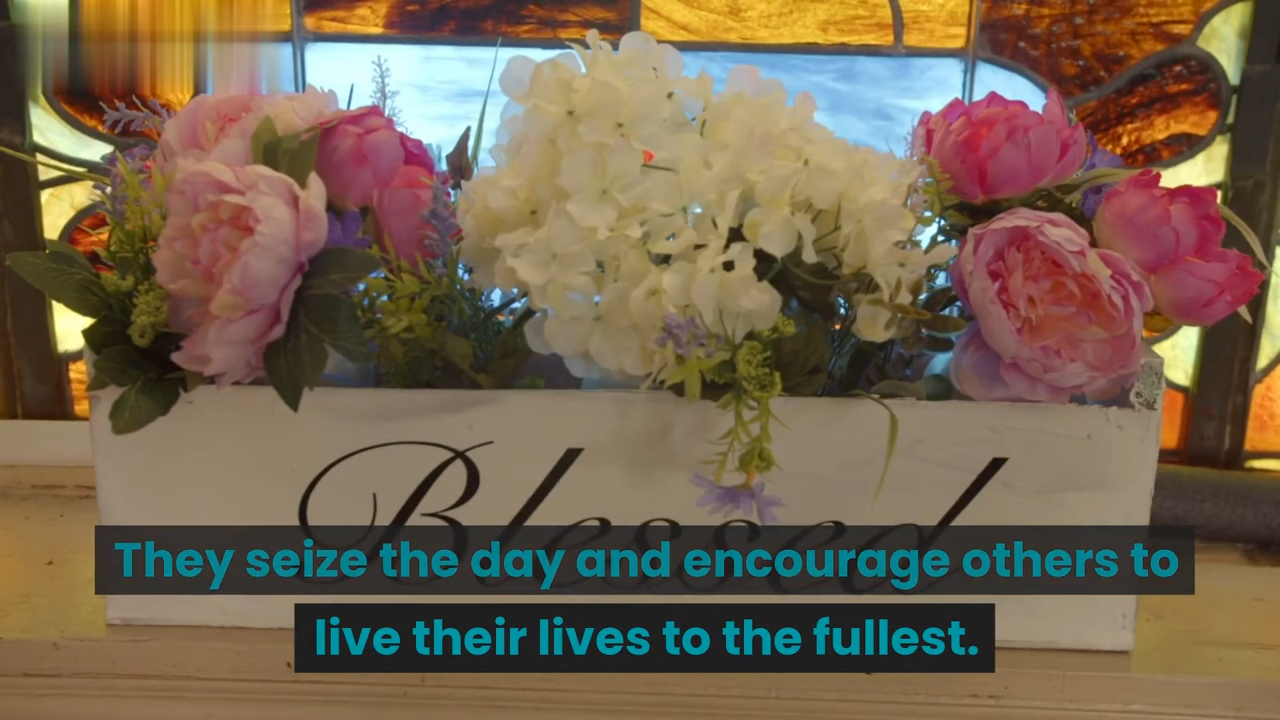 Blessed
They seize the day and encourage others to
live their lives to the fullest.